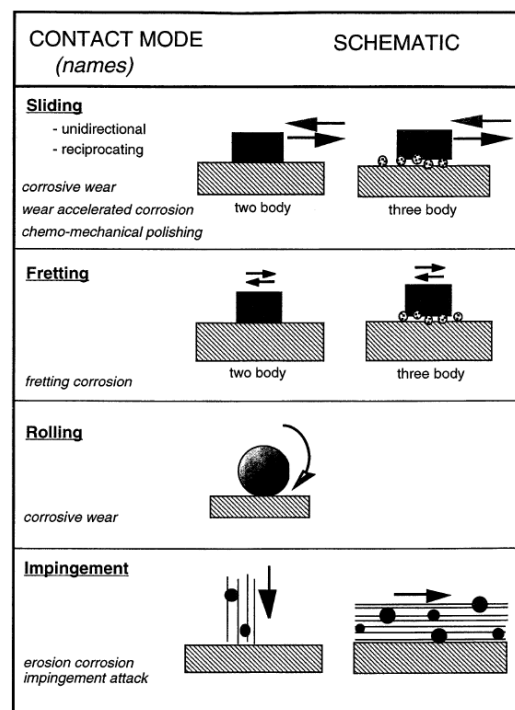 CONTACT MODE
(names)
SCHEMATIC
Sliding
- unidirectional
- reciprocating
corrosive wear
wear accelerated corrosion
chemo-mechanical polishing
two body
three body
Fretting
fretting corrosion
two body
three body
Rolling
corrosive wear
Impingement
erosion corrosion
impingement attack